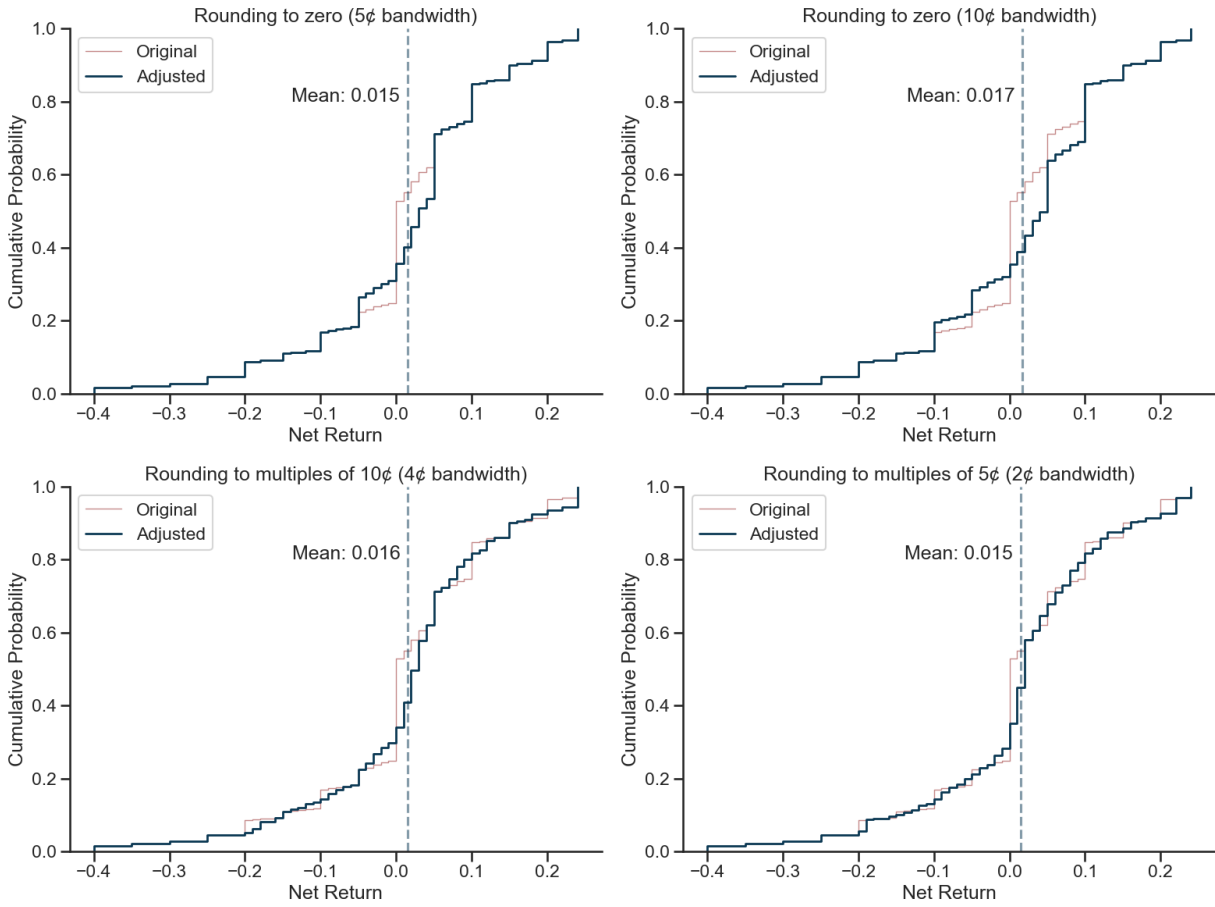 Rounding to zero (5¢ bandwidth)
Original
Adjusted
Mean: 0.015
Cumulative Probability
1.0
0.8
0.6
0.4
0.2
0.0
−0.4 −0.3 −0.2 −0.1 0.0 0.1 0.2
Net Return
Rounding to zero (10¢ bandwidth)
Original
Adjusted
Mean: 0.017
Cumulative Probability
1.0
0.8
0.6
0.4
0.2
0.0
−0.4 −0.3 −0.2 −0.1 0.0 0.1 0.2
Net Return
Rounding to multiples of 10¢ (4¢ bandwidth)
Original
Adjusted
Mean: 0.016
Cumulative Probability
1.0
0.8
0.6
0.4
0.2
0.0
−0.4 −0.3 −0.2 −0.1 0.0 0.1 0.2
Net Return
Rounding to multiples of 5¢ (2¢ bandwidth)
Original
Adjusted
Mean: 0.015
Cumulative Probability
1.0
0.8
0.6
0.4
0.2
0.0
−0.4 −0.3 −0.2 −0.1 0.0 0.1 0.2
Net Return